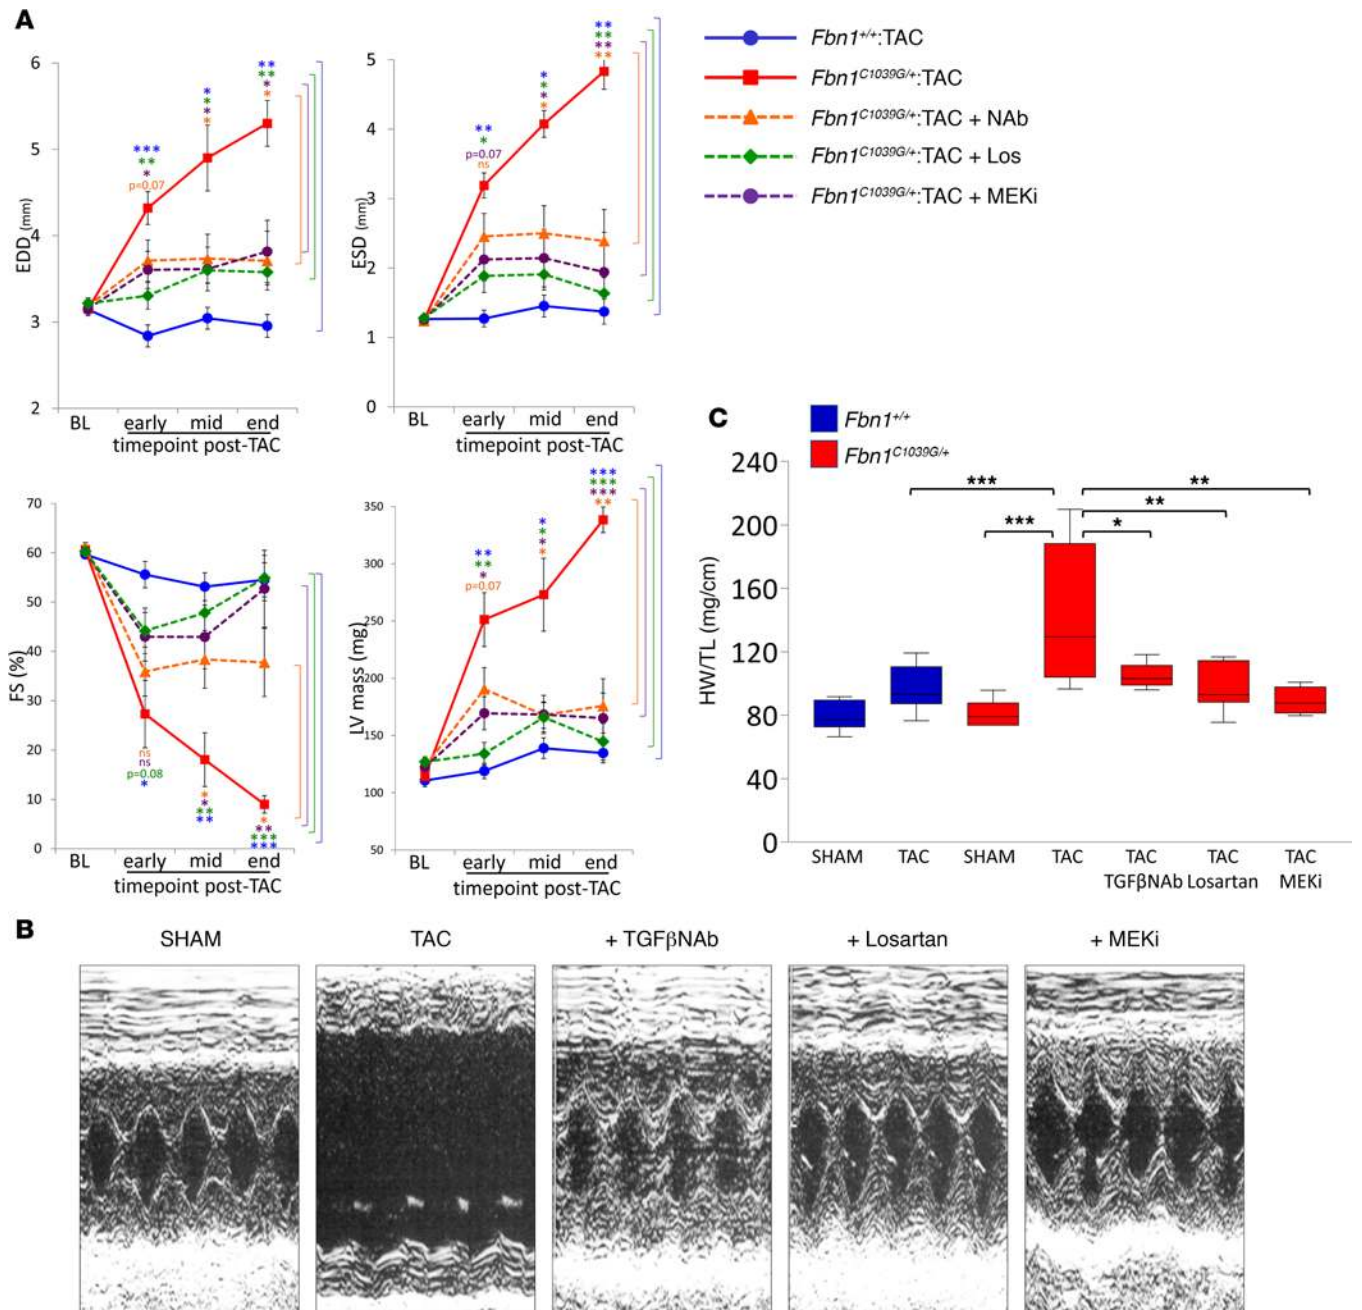 A
Fbn1+/+:TAC
Fbn1C1039G/+:TAC
Fbn1C1039G/+:TAC + NAb
Fbn1C1039G/+:TAC + Los
Fbn1C1039G/+:TAC + MEKi
EDD (mm)
6
5
4
3
2
***
**
*
p=0.07
*
*
*
*
**
**
*
*
BL early mid end
timepoint post-TAC
ESD (mm)
5
4
3
2
1
0
**
*
p=0.07
ns
*
*
*
*
**
**
**
**
BL early mid end
timepoint post-TAC
FS (%)
70
60
50
40
30
20
10
0
ns
ns
p=0.08
*
*
*
**
**
*
**
***
***
BL early mid end
timepoint post-TAC
LV mass (mg)
350
300
250
200
150
100
50
**
**
*
p=0.07
*
*
*
*
***
***
***
**
BL early mid end
timepoint post-TAC
C
Fbn1+/+
Fbn1C1039G/+
HW/TL (mg/cm)
240
200
160
120
80
40
0
*** **
**
*** *
SHAM TAC SHAM TAC TAC TAC TAC
TGFβNAb Losartan MEKi
B
SHAM TAC + TGFβNAb + Losartan + MEKi